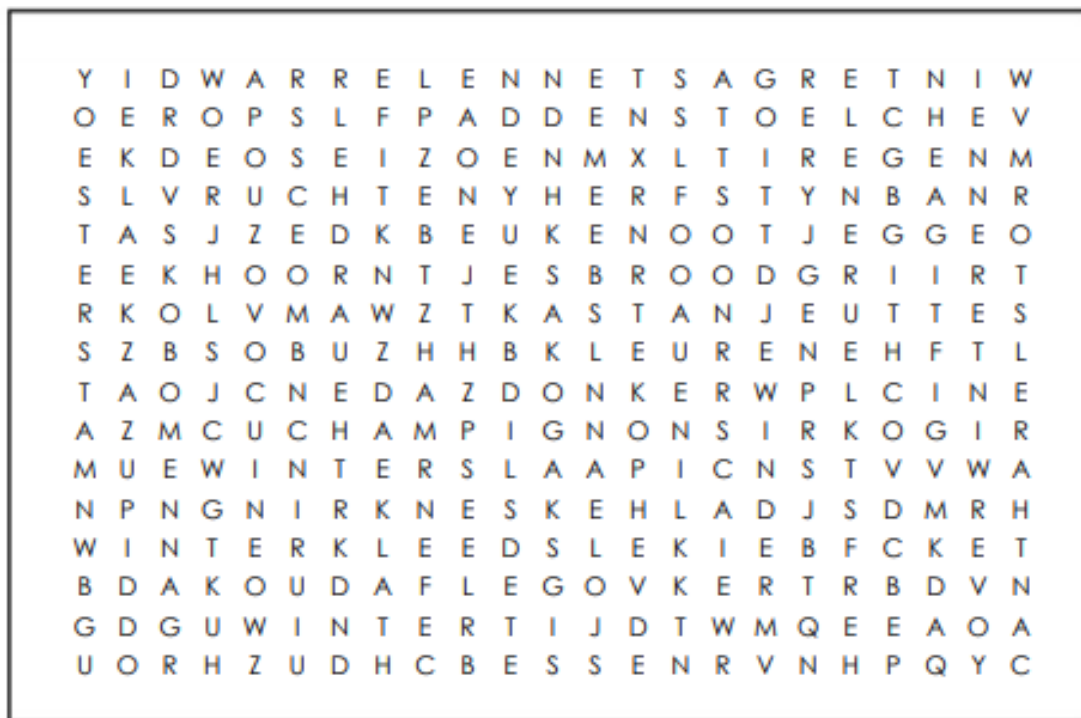 Y I D W A R R E L E N N E T S A G R E T N I W
O E R O P S L F P A D D E N S T O E L C H E V
E K D E O S E I Z O E N M X L T I R E G E N M
S L V R U C H T E N Y H E R F S T Y N B A N R
T A S J Z E D K B E U K E N O O T J E G G E O
E E K H O O R N T J E S B R O O D G R I I R T
R K O L V M A W Z T K A S T A N J E U T T E S
S Z B S O B U Z H H B K L E U R E N E H F T L
T A O J C N E D A Z D O N K E R W P L C I N E
A Z M C U C H A M P I G N O N S I R K O G I R
M U E W I N T E R S L A A P I C N S T V V W A
N P N G N I R K N E S K E H L A D J S D M R H
W I N T E R K L E E D S L E K I E B F C K E T
B D A K O U D A F L E G O V K E R T R B D V N
G D G U W I N T E R T I J D T W M Q E E A O A
U O R H Z U D H C B E S S E N R V N H P Q Y C